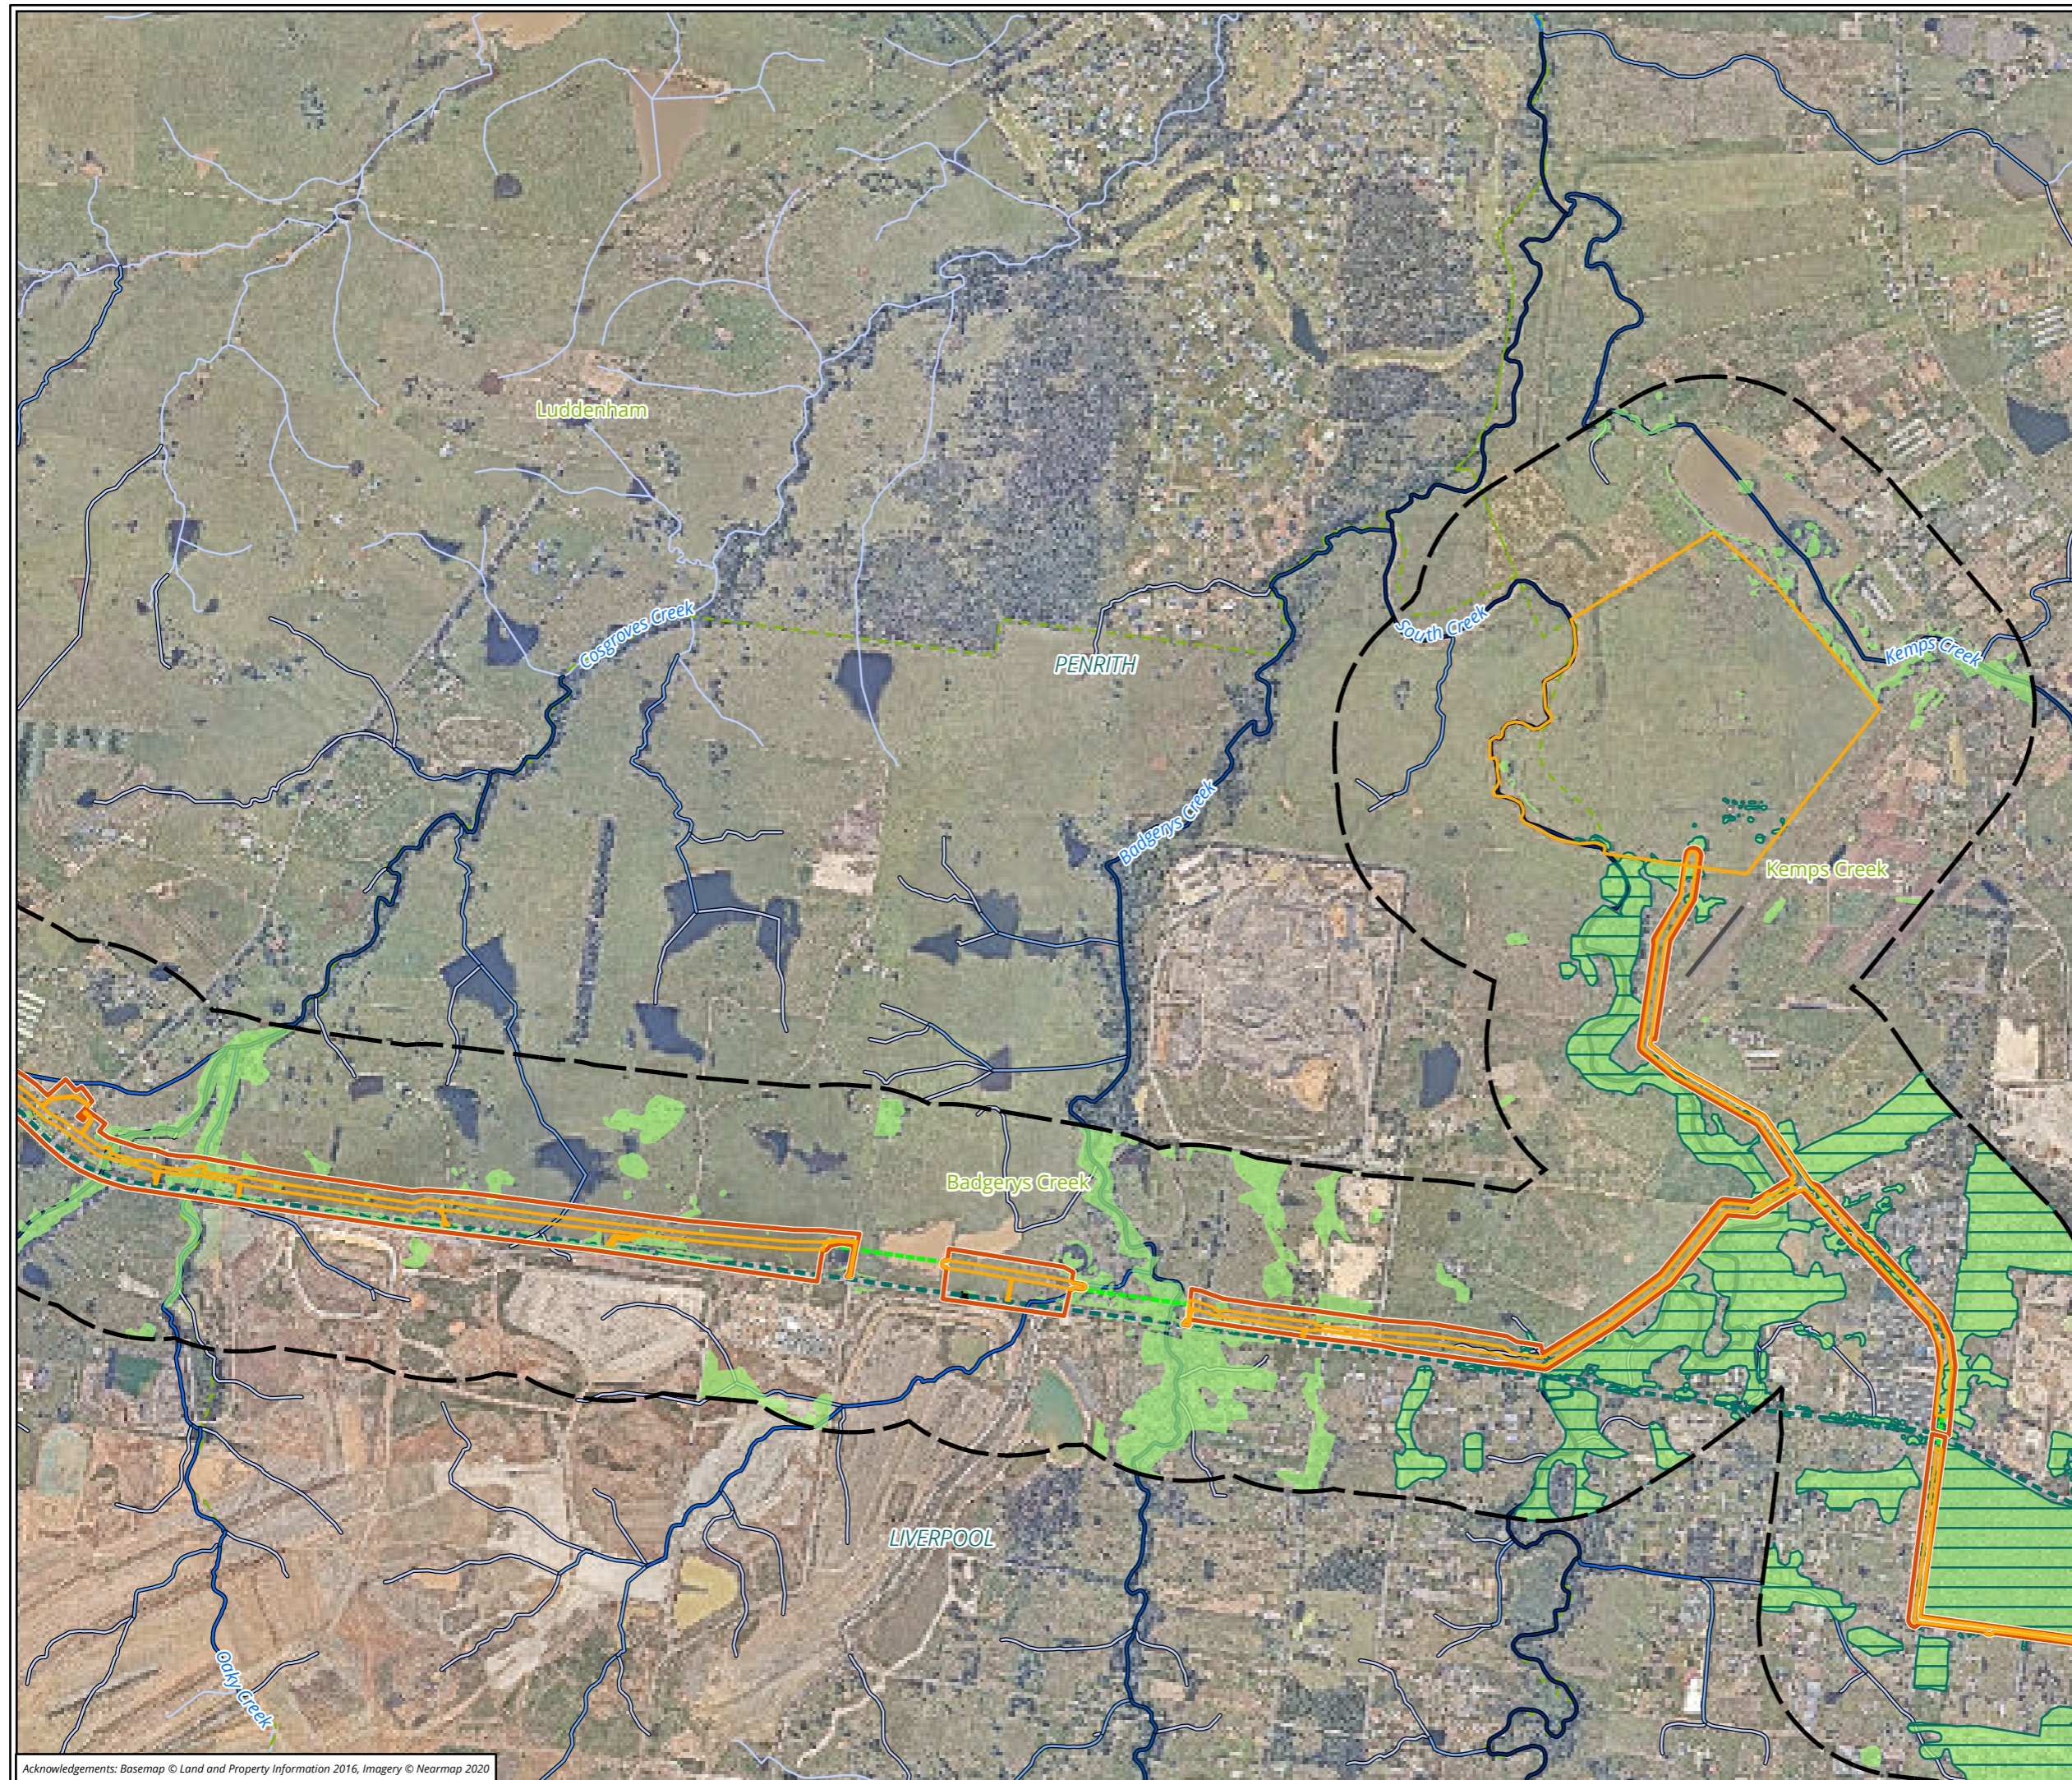 Luddenham
Cosgroves Creek
PENRITH
South Creek
Kemps Creek
Badgerys Creek
Kemps Creek
Badgerys Creek
LIVERPOOL
Oaky Creek
Acknowledgements: Basemap © Land and Property Information 2016, Imagery © Nearmap 2020